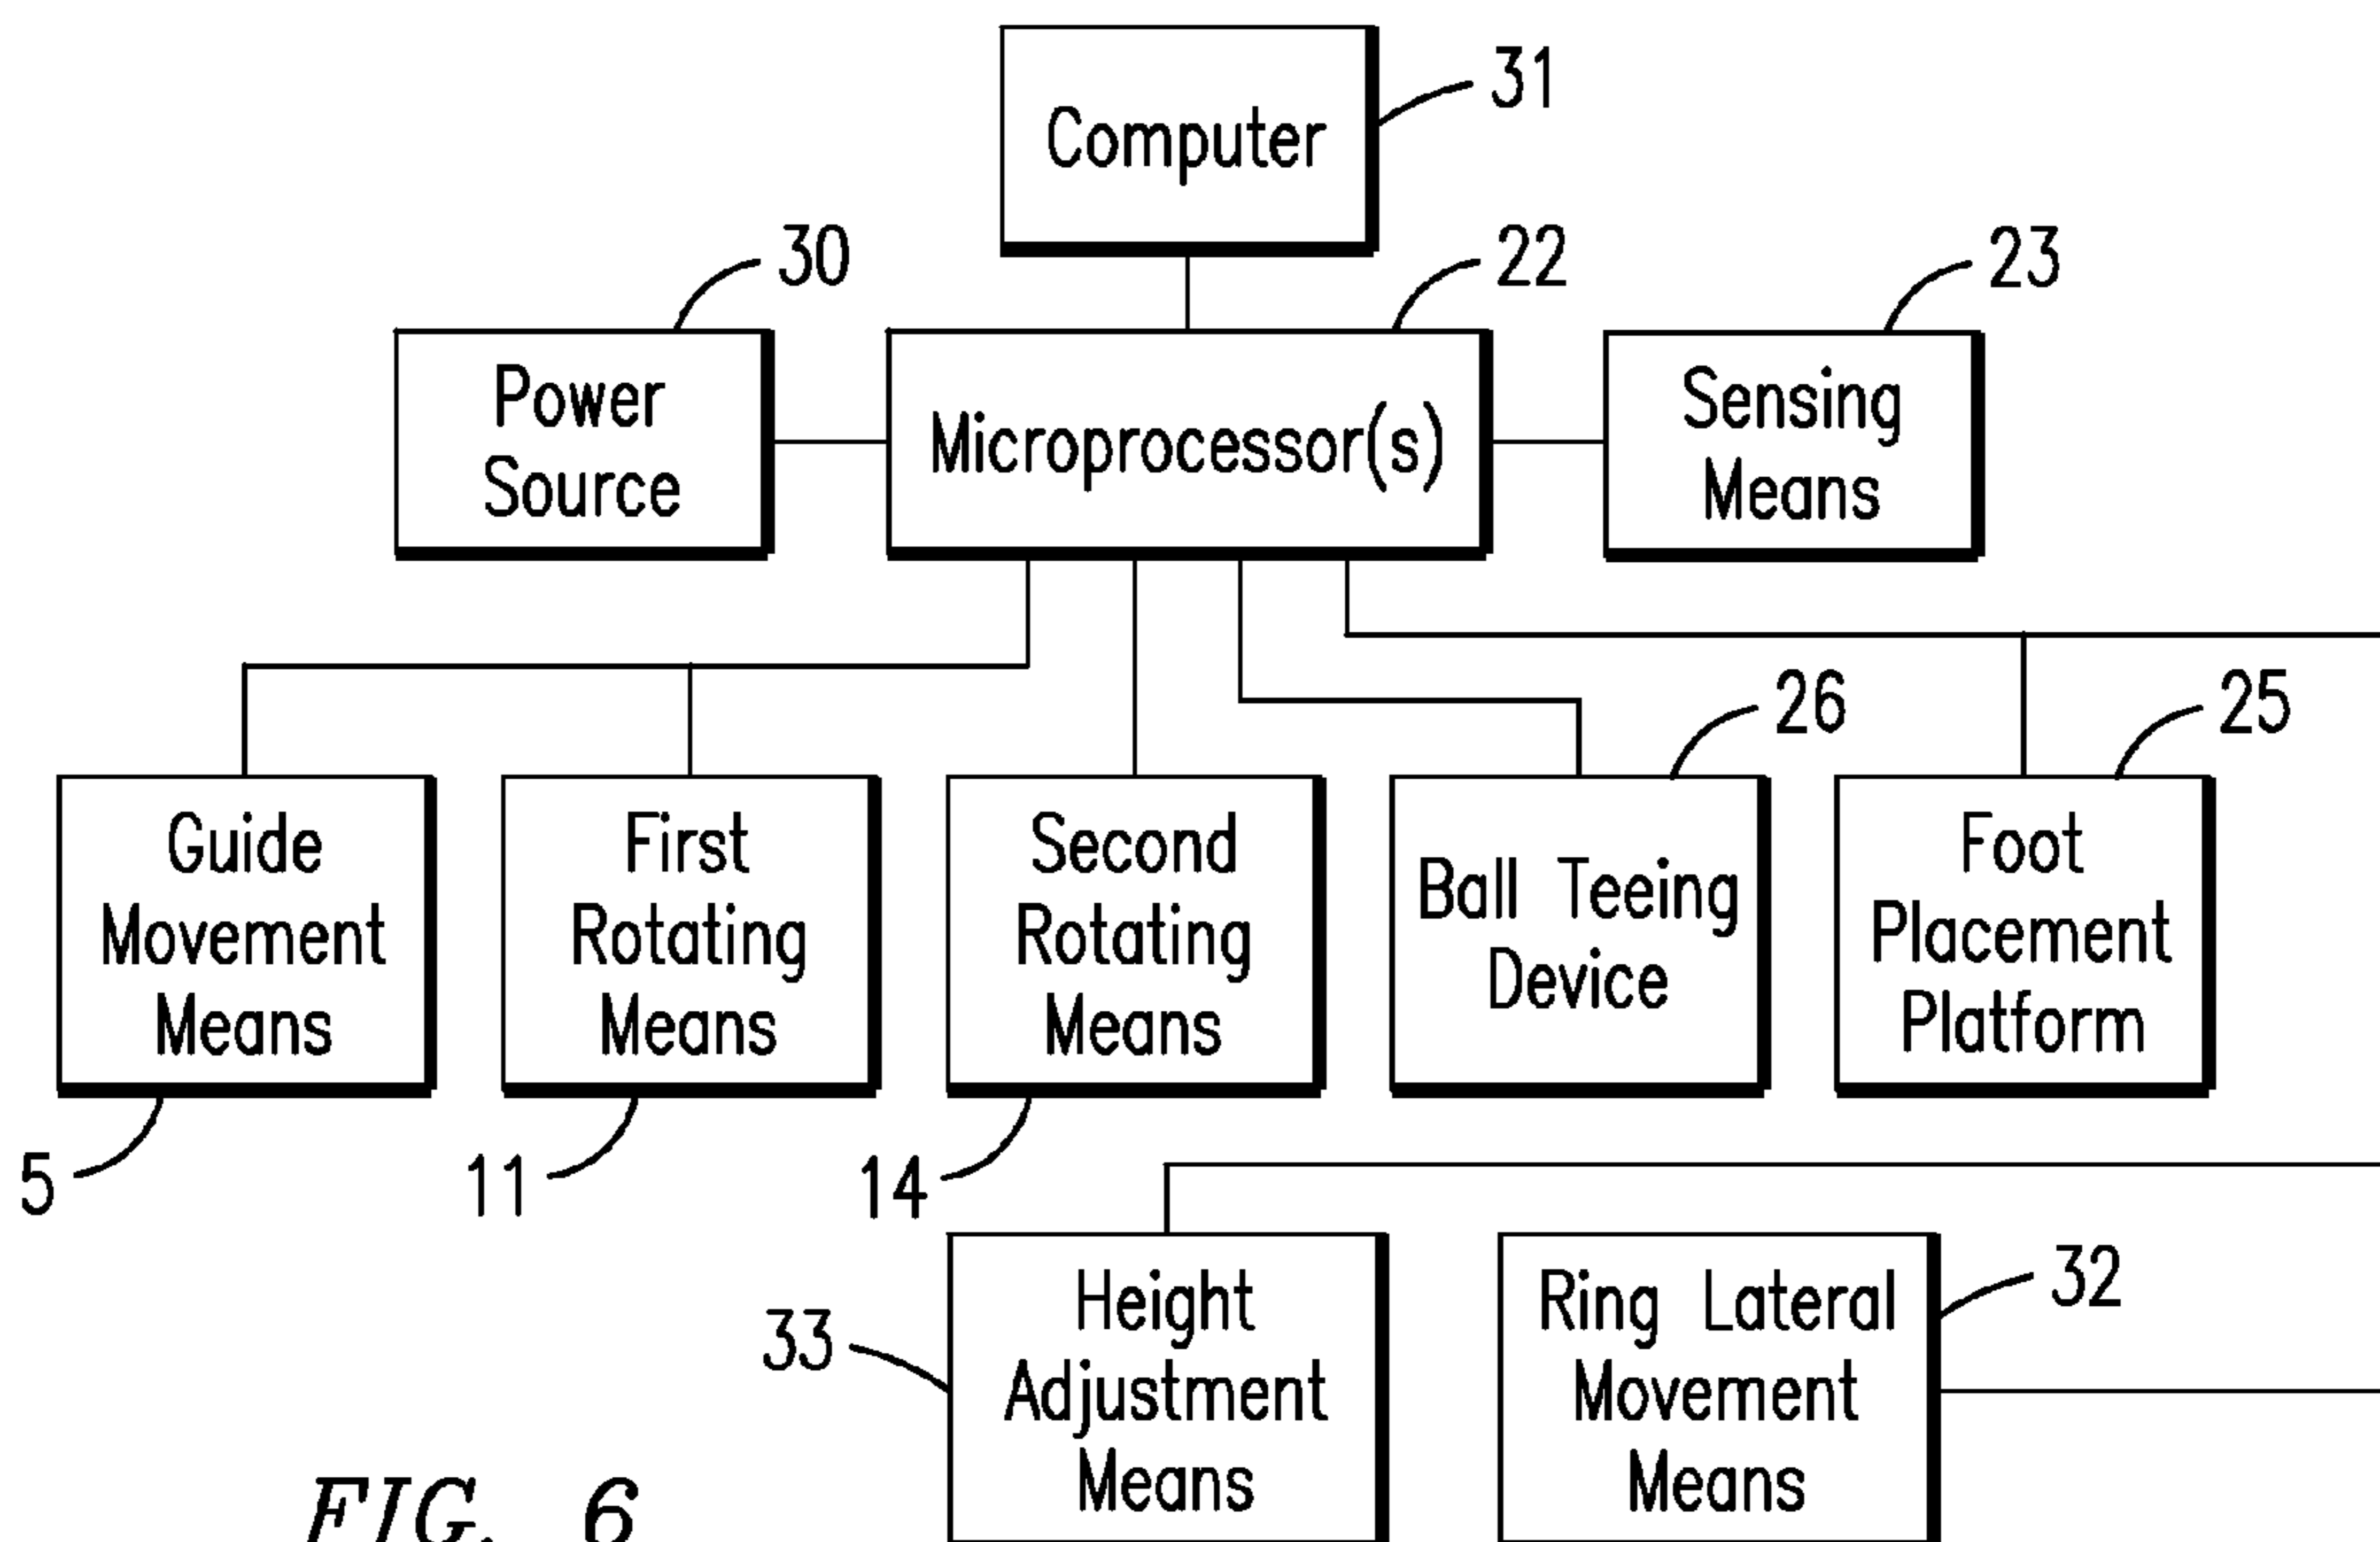 Computer
31
30
22
23
Power
Source
Microprocessor(s)
Sensing
Means
26
25
Guide
Movement
Means
First
Rotating
Means
Second
Rotating
Means
Ball Teeing
Device
Foot
Placement
Platform
5
11
14
33
Height
Adjustment
Means
Ring Lateral
Movement
Means
32
FIG. 6